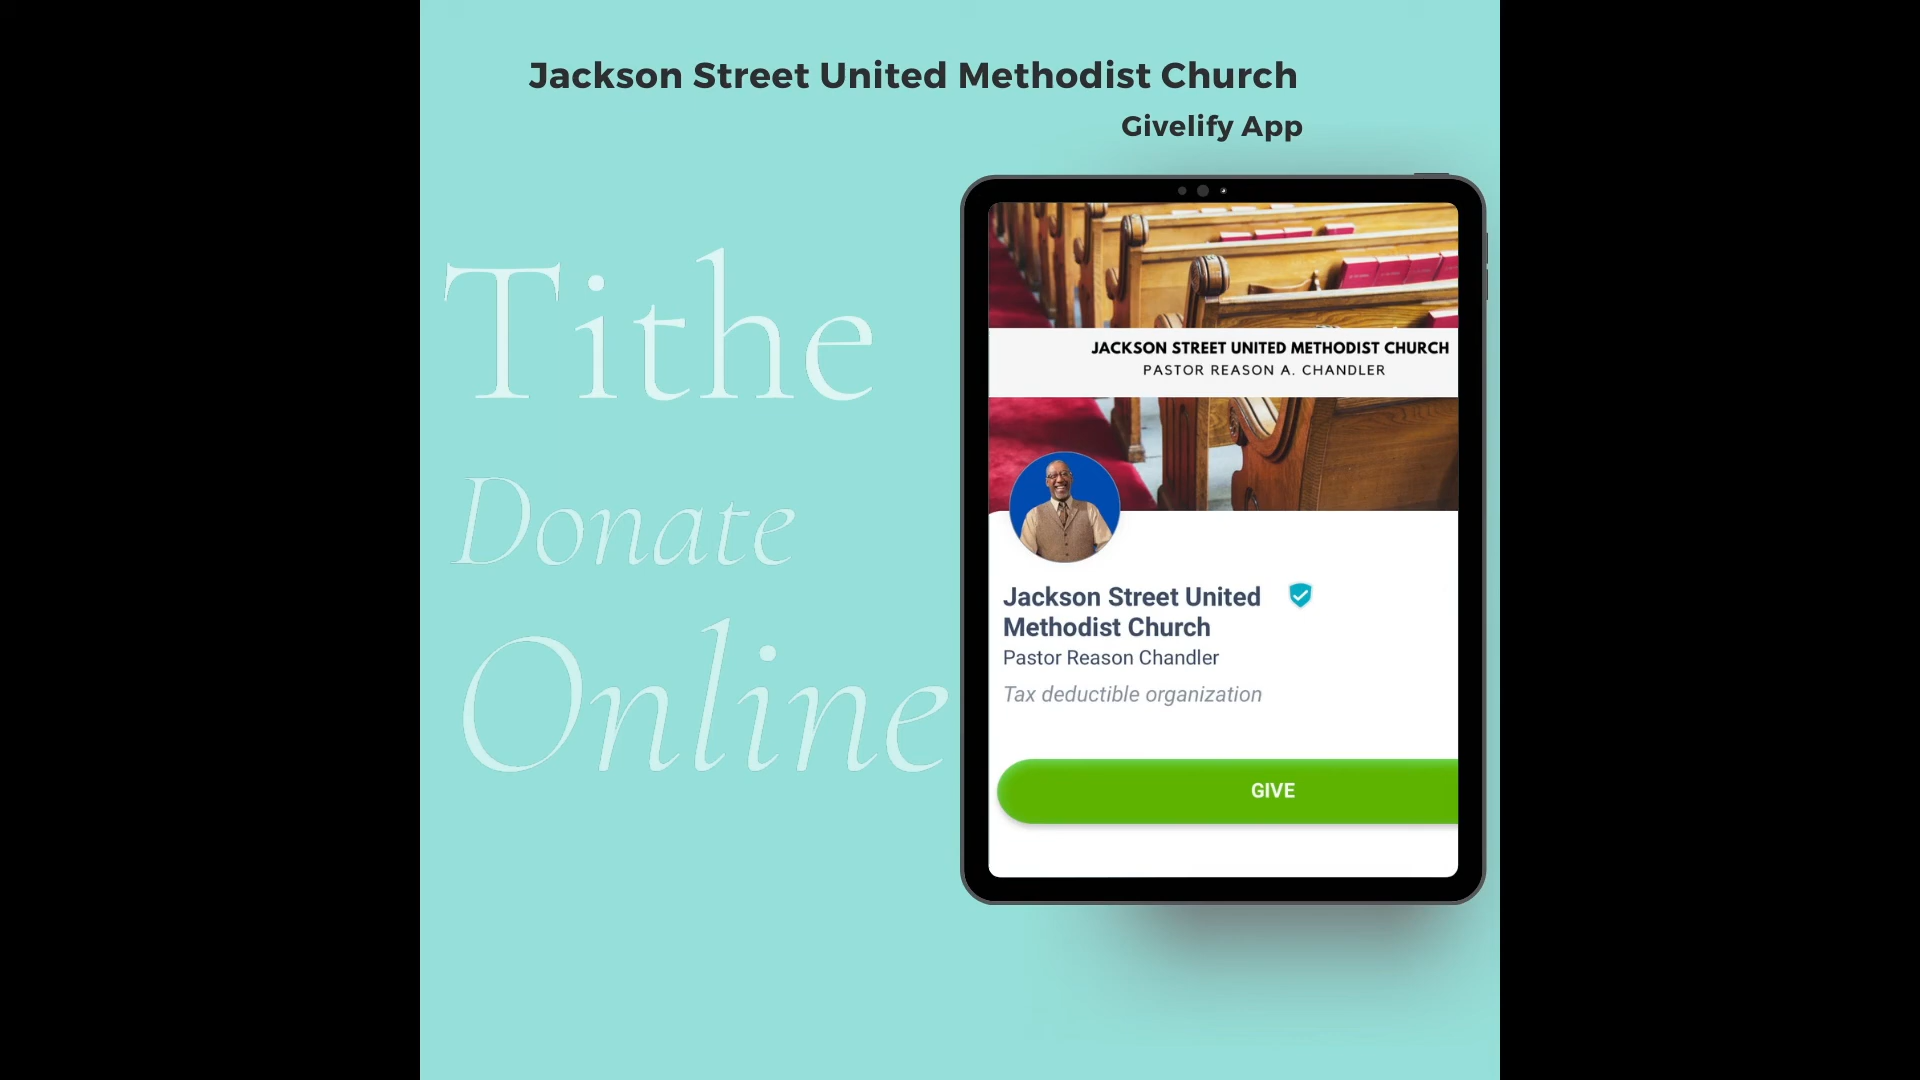 Jackson Street United Methodist Church
Givelify App
Tithe
Donate
Online
JACKSON STREET UNITED METHODIST CHURCH
PASTOR REASON A. CHANDLER
Jackson Street United
Methodist Church
Pastor Reason Chandler
Tax deductible organization
GIVE